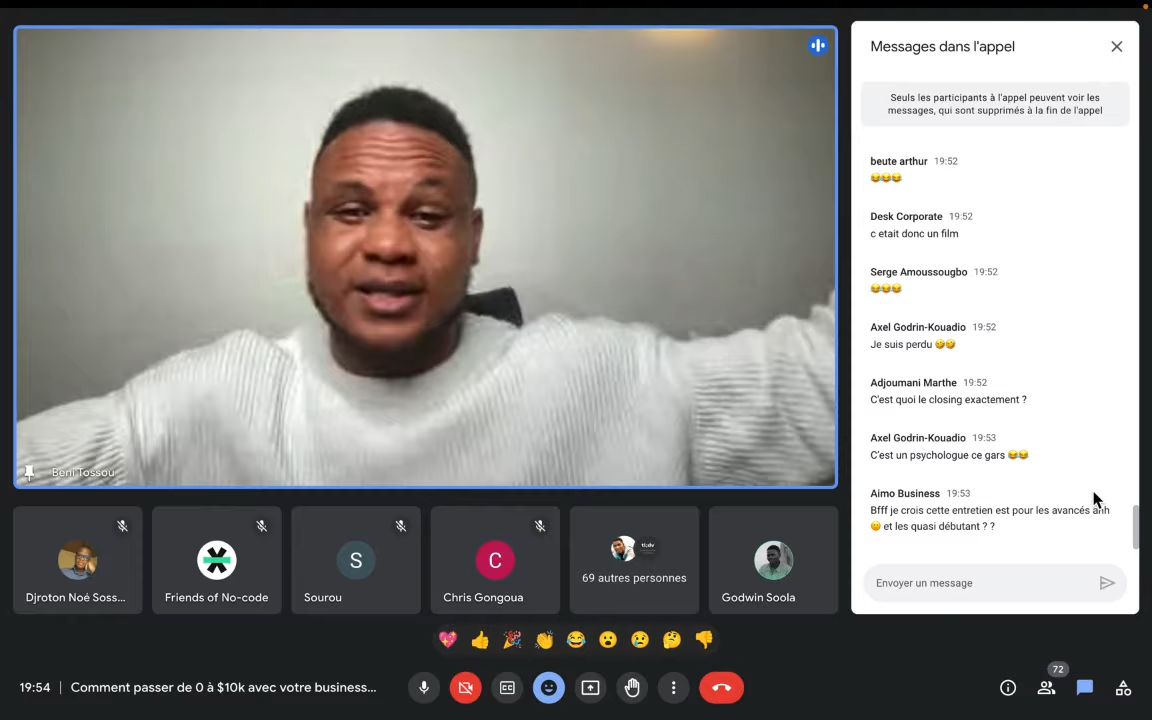 Messages dans l'appel
Seuls les participants à l'appel peuvent voir les
messages, qui sont supprimés à la fin de l'appel
beute arthur 19:52
😂😂😂
Desk Corporate 19:52
c etait donc un film
Serge Amoussougbo 19:52
😂😂😂
Axel Godrin-Kouadio 19:52
Je suis perdu 🤣🤣
Adjoumani Marthe 19:52
C'est quoi le closing exactement ?
Axel Godrin-Kouadio 19:53
C'est un psychologue ce gars 😂😂
Aimo Business 19:53
Bfff je crois cette entretien est pour les avancés anh
et les quasi débutant ? ?
Envoyer un message
Beni Tossou
Djroton Noé Soss...
Friends of No-code
S
Sourou
C
Chris Gongoua
69 autres personnes
Godwin Soola
19:54 | Comment passer de 0 à $10k avec votre business...
72